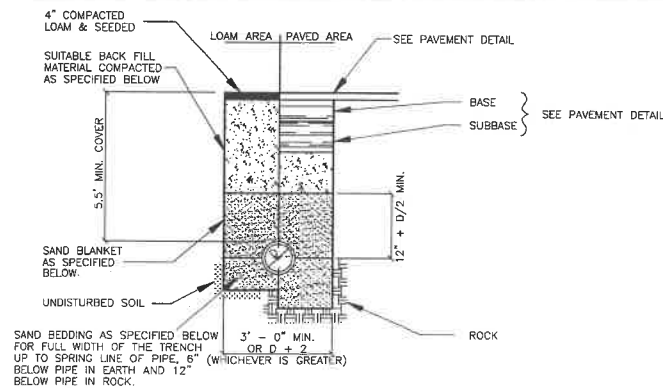 4" COMPACTED
LOAM & SEEDED
LOAM AREA
PAVED AREA
SEE PAVEMENT DETAIL
SUITABLE BACK FILL
MATERIAL COMPACTED
AS SPECIFIED BELOW
BASE
SUBBASE
SEE PAVEMENT DETAIL
5.5' MIN. COVER
12" + D/2 MIN.
SAND BLANKET
AS SPECIFIED
BELOW.
UNDISTURBED SOIL
SAND BEDDING AS SPECIFIED BELOW
FOR FULL WIDTH OF THE TRENCH
UP TO SPRING LINE OF PIPE, 6"
BELOW PIPE IN EARTH AND 12"
BELOW PIPE IN ROCK.
3' - 0" MIN.
OR D + 2
(WHICHEVER IS GREATER)
ROCK